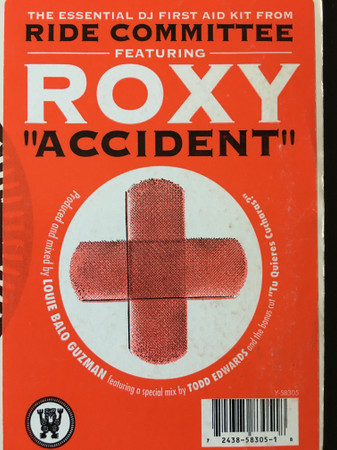 THE ESSENTIAL DJ FIRST AID KIT FROM
RIDE COMMITTEE
FEATURING
ROXY
"ACCIDENT"
Produced and mixed by LOUIE BALO GUZMAN featuring a special mix by TODD EDWARDS and the bonus cut "Tu Quieres Cucharas?"
Y-58305
7 2438-58305-1 8